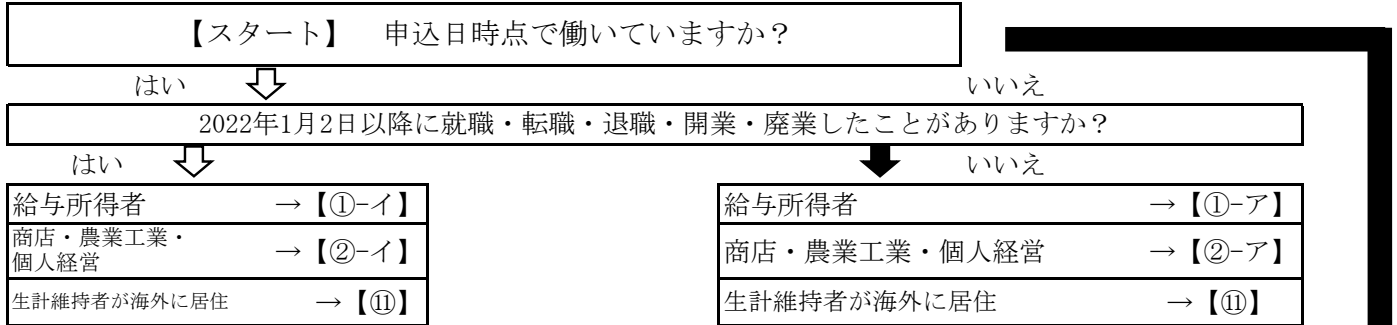 【スタート】　申込日時点で働いていますか？
はい　いいえ
2022年1月2日以降に就職・転職・退職・開業・廃業したことがありますか？
はい　いいえ
給与所得者　→【①-イ】
商店・農業工業・
個人経営　→【②-イ】
生計維持者が海外に居住　→【⑪】
給与所得者　→【①-ア】
商店・農業工業・個人経営　→【②-ア】
生計維持者が海外に居住　→【⑪】